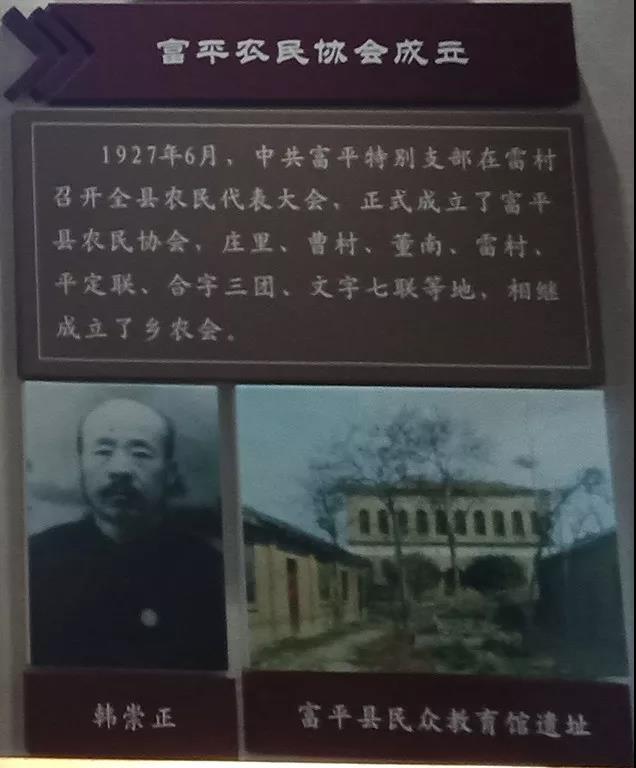 富平农民协会成立
1927年6月，中共富平特别支部在雷村
召开全县农民代表大会，正式成立了富平
县农民协会，庄里、曹村、董南、雷村、
平定联、合字三团、文字七联等地，相继
成立了乡农会。
韩崇正
富平县民众教育馆遗址